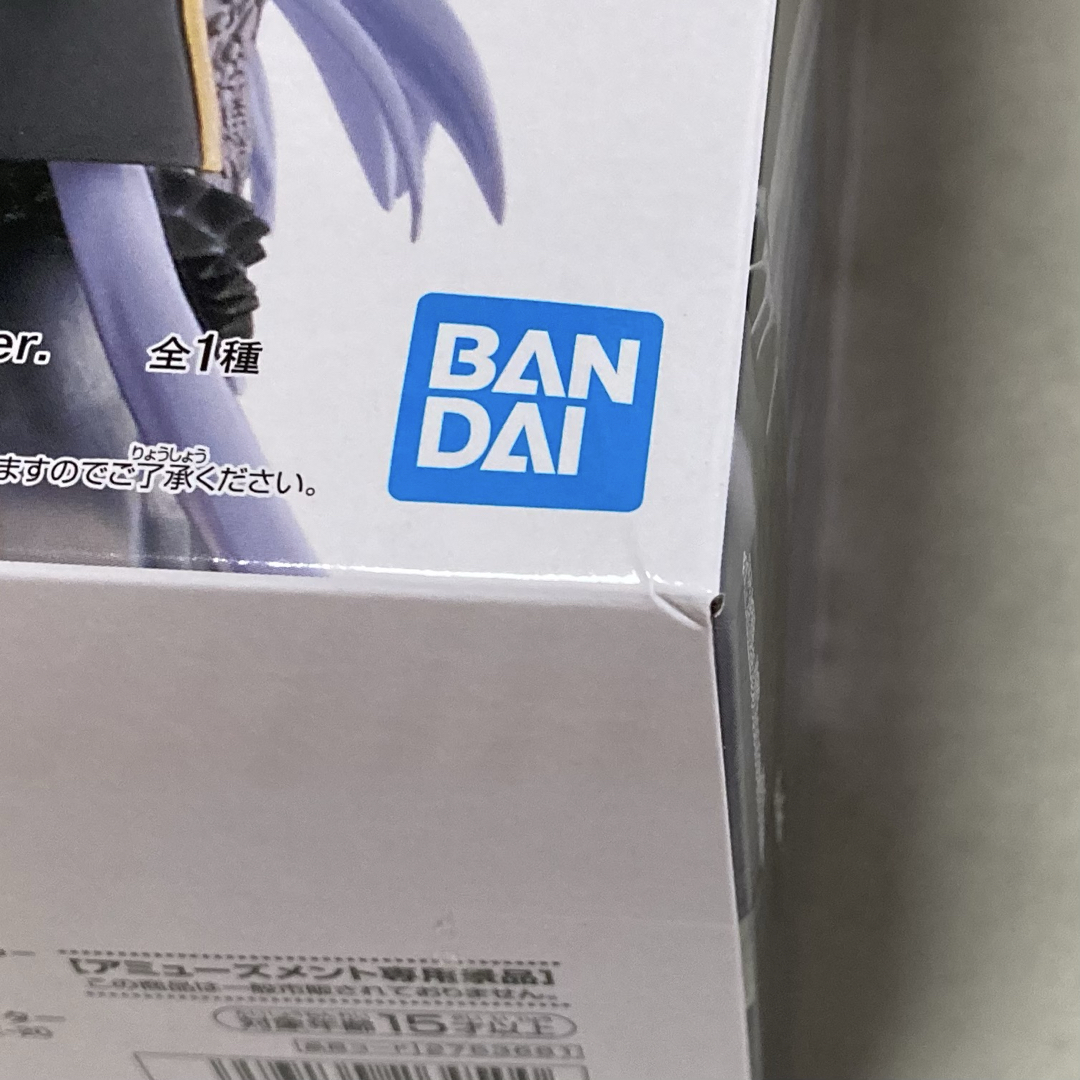 er. 全1種
りょうしょう
ますのでご了承ください。
BAN
DAI
【アミューズメント専用景品】
この商品は一般市販されておりません。
ター
対象年齢15才以上